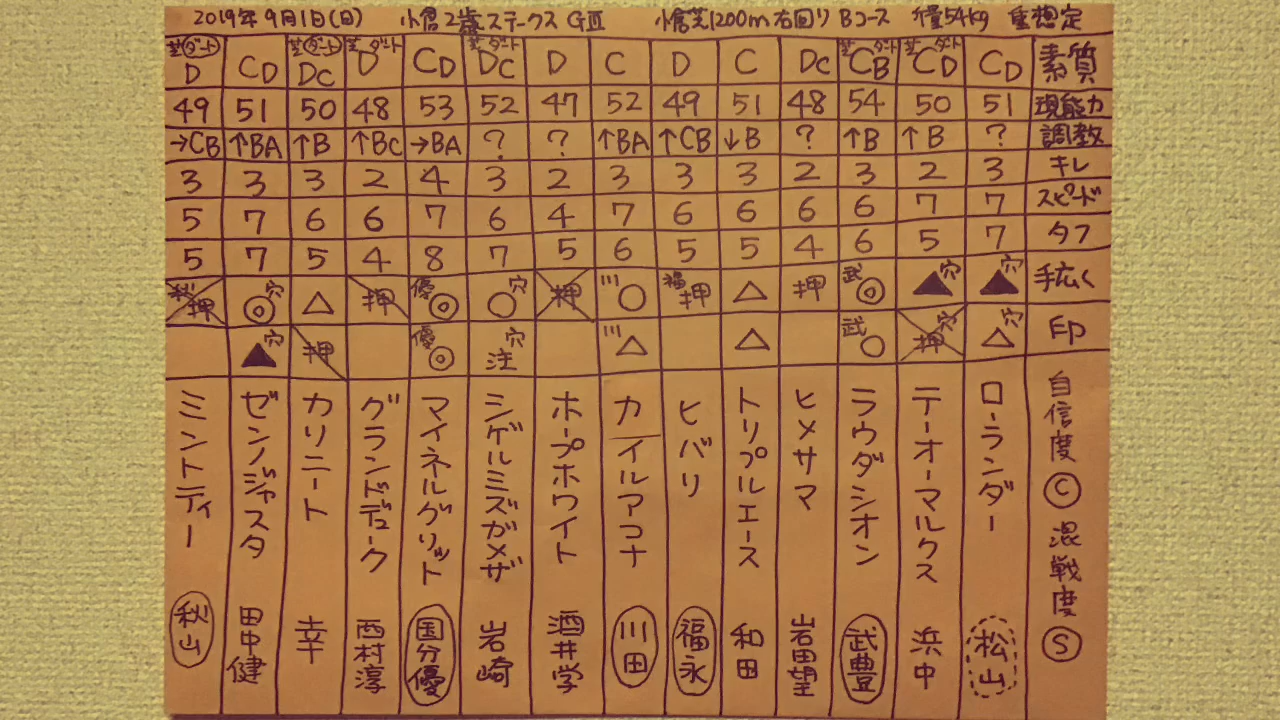 2019年9月1日(日) 小倉2歳ステークス GⅢ 小倉芝1200m 右回り Bコース 斤量54kg 重想定
芝ダート D CD 芝ダート DC 芝ダート D CD 芝ダート DC D C D C DC 芝ダート CB 芝ダート CD CD 素質
49 51 50 48 53 52 47 52 49 51 48 54 50 51 現能力
→CB ↑BA ↑B ↑BC →BA ? ? ↑BA ↑CB ↓B ? ↑B ↑B ? 調教
3 3 3 2 4 3 2 3 3 3 2 3 2 3 キレ
5 7 6 6 7 6 4 7 6 6 6 6 7 7 スピード
5 7 5 4 8 7 5 6 5 5 4 6 5 7 タフ
秋押 ◎穴 △ 押 優◎ ○穴 押 川○ 福押 △ 押 武◎ ▲穴 ▲穴 手広く
▲穴 押 優◎ 注穴 川△ △ 武○ 押穴 △穴 印
ミントティー ゼンノジャスタ カリニート グランドデューク マイネルグリット シゲルミズガメザ ホープホワイト カイルアコナ ヒバリ トリプルエース ヒメサマ ラウダシオン テーオーマルクス ローランダー 自信度Ⓒ 混戦度Ⓢ
秋山 田中健 幸 西村淳 国分優 岩崎 酒井学 川田 福永 和田 岩田望 武豊 浜中 松山